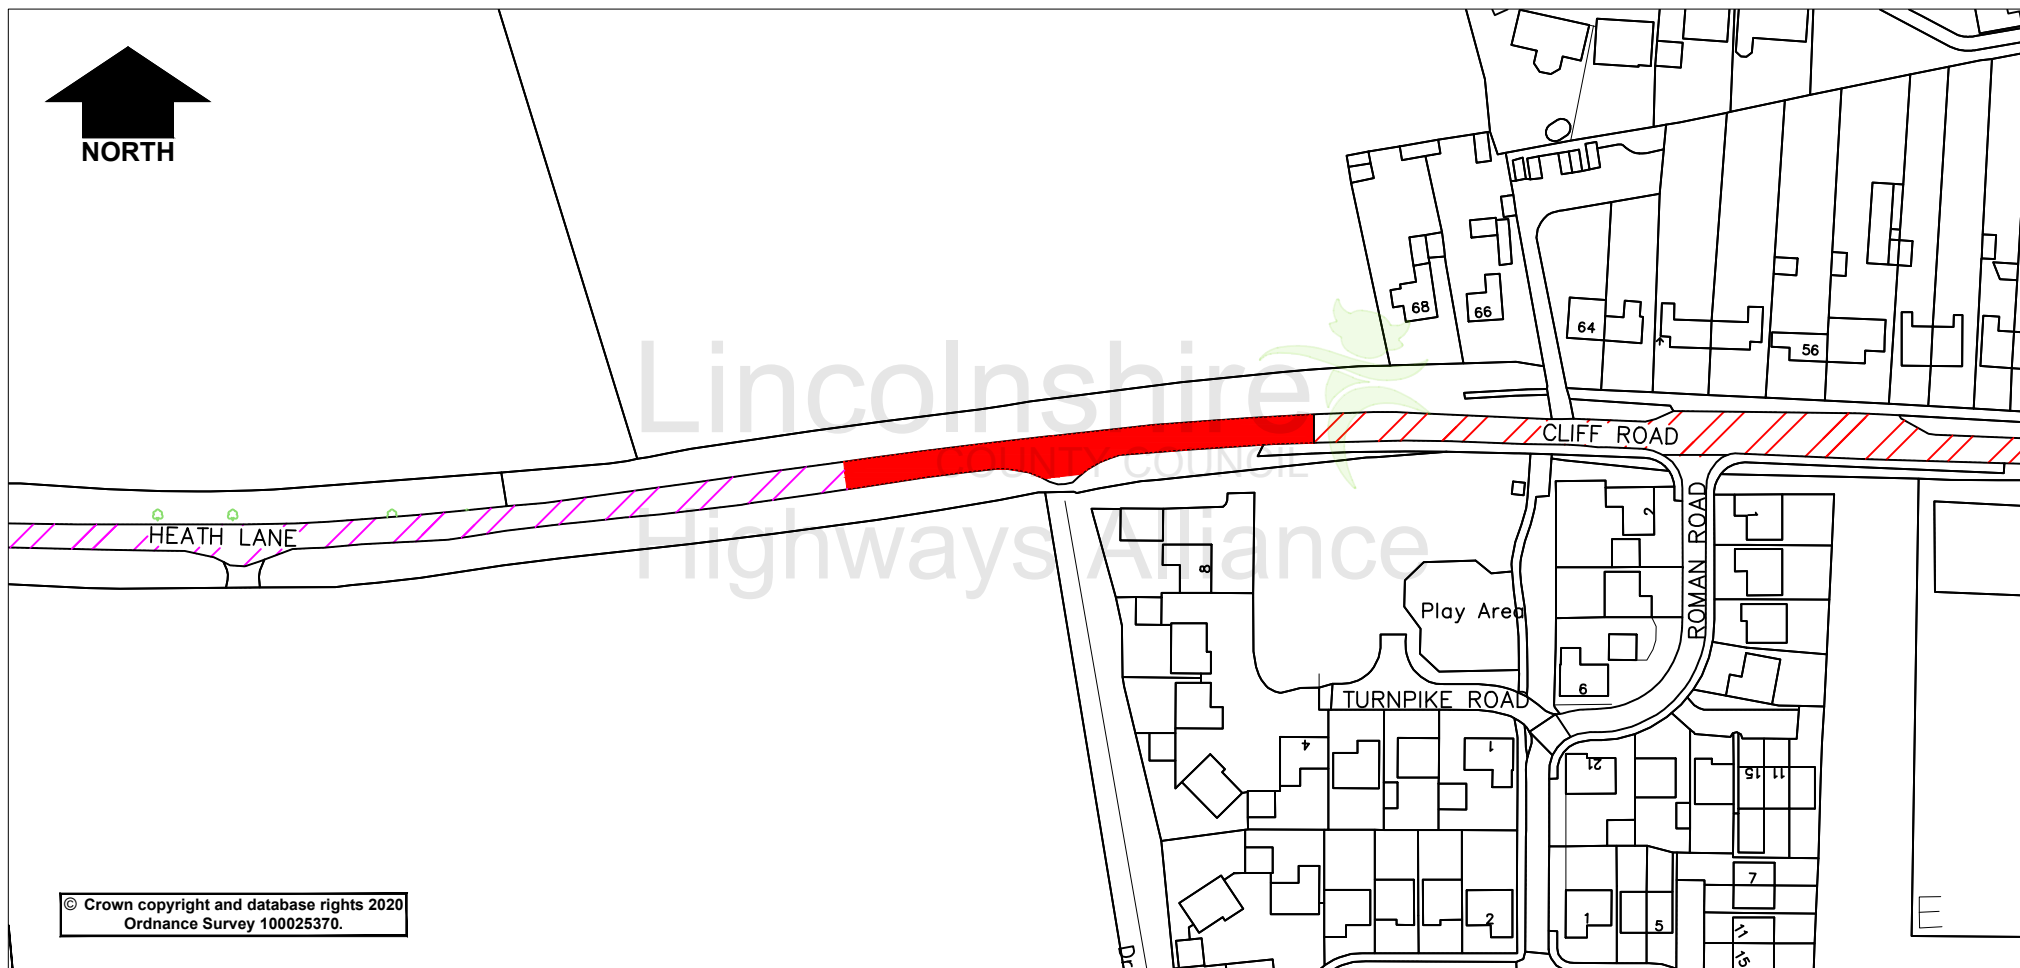 NORTH
68
66
64
56
Lincolnshire
COUNTY COUNCIL
Highways Alliance
CLIFF ROAD
HEATH LANE
ROMAN ROAD
2
1
8
Play Area
6
TURNPIKE ROAD
4
1
21
15
11
7
2
1
5
11
15
Dr
© Crown copyright and database rights 2020
Ordnance Survey 100025370.